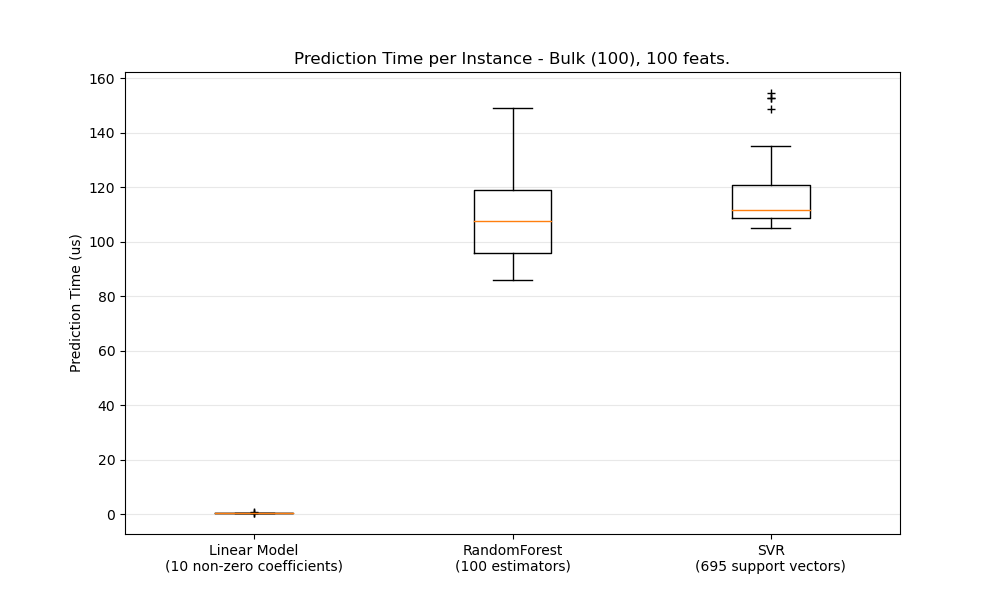 Prediction Time per Instance - Bulk (100), 100 feats.
Prediction Time (us)
160
140
120
100
80
60
40
20
0
Linear Model
(10 non-zero coefficients)
RandomForest
(100 estimators)
SVR
(695 support vectors)